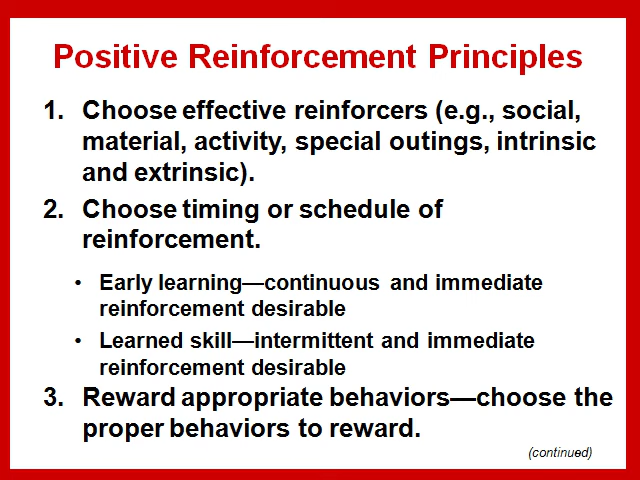 Positive Reinforcement Principles
1. Choose effective reinforcers (e.g., social,
material, activity, special outings, intrinsic
and extrinsic).
2. Choose timing or schedule of
reinforcement.
• Early learning—continuous and immediate
reinforcement desirable
• Learned skill—intermittent and immediate
reinforcement desirable
3. Reward appropriate behaviors—choose the
proper behaviors to reward.
(continued)